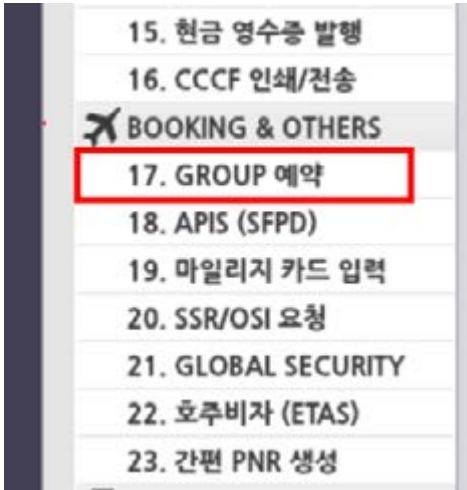 15. 현금 영수증 발행
16. CCCF 인쇄/전송
BOOKING & OTHERS
17. GROUP 예약
18. APIS (SFPD)
19. 마일리지 카드 입력
20. SSR/OSI 요청
21. GLOBAL SECURITY
22. 호주비자 (ETAS)
23. 간편 PNR 생성